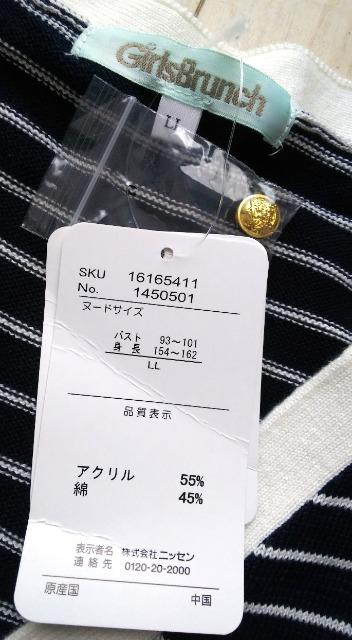 GirlsBrunch
LL
SKU 16165411
No. 1450501
ヌードサイズ
バスト 93〜101
身長 154〜162
LL
品質表示
アクリル 55%
綿 45%
表示者名 株式会社ニッセン
連絡先 0120-20-2000
原産国 中国